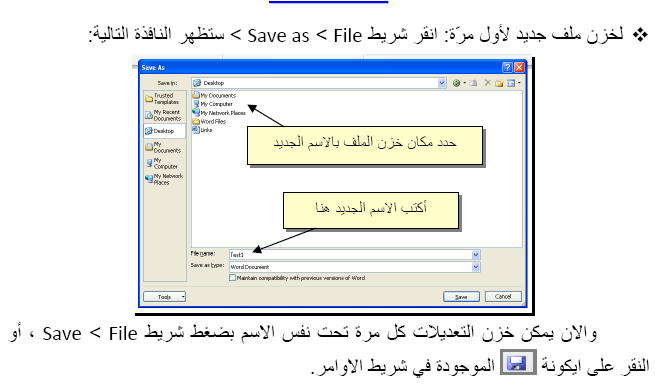 ❖ لخزن ملف جديد لأول مرّة: انقر شريط File > Save as > ستظهر النافذة التالية:
Save As
Save in:
Desktop
Trusted
Templates
My Recent
Documents
Desktop
My
Documents
My
Computer
My Network
Places
My Documents
My Computer
My Network Places
Word Files
Links
حدد مكان خزن الملف بالاسم الجديد
أكتب الاسم الجديد هنا
File name:
Test1
Save as type:
Word Document
Maintain compatibility with previous versions of Word
Tools
Save
Cancel
والان يمكن خزن التعديلات كل مرة تحت نفس الاسم بضغط شريط File > Save ، أو
النقر على ايكونة الموجودة في شريط الاوامر.